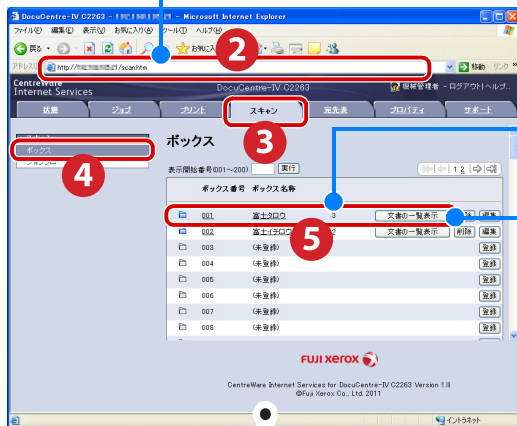 DocuCentre-IV C2263 - Microsoft Internet Explorer
ファイル(F) 編集(E) 表示(V) お気に入り(A) ツール(T) ヘルプ(H)
戻る お気に入り
2
アドレス(D) http:// /scan.htm 移動 リンク »
CentreWare
Internet Services
DocuCentre-IV C2263
機械管理者 - ログアウト|ヘルプ
状態 ジョブ プリント スキャン 宛先表 プロパティ サポート
3
ボックス
ボックス
4
表示開始番号(001~200) 実行 1 2
ボックス番号 ボックス名称
001 富士タロウ 3 文書の一覧表示 削除 編集
5
002 富士イチロウ 2 文書の一覧表示 削除 編集
003 (未登録) 登録
004 (未登録) 登録
005 (未登録) 登録
006 (未登録) 登録
007 (未登録) 登録
008 (未登録) 登録
FUJI XEROX
CentreWare Internet Services for DocuCentre-IV C2263 Version 1.8
©Fuji Xerox Co., Ltd. 2011
イントラネット